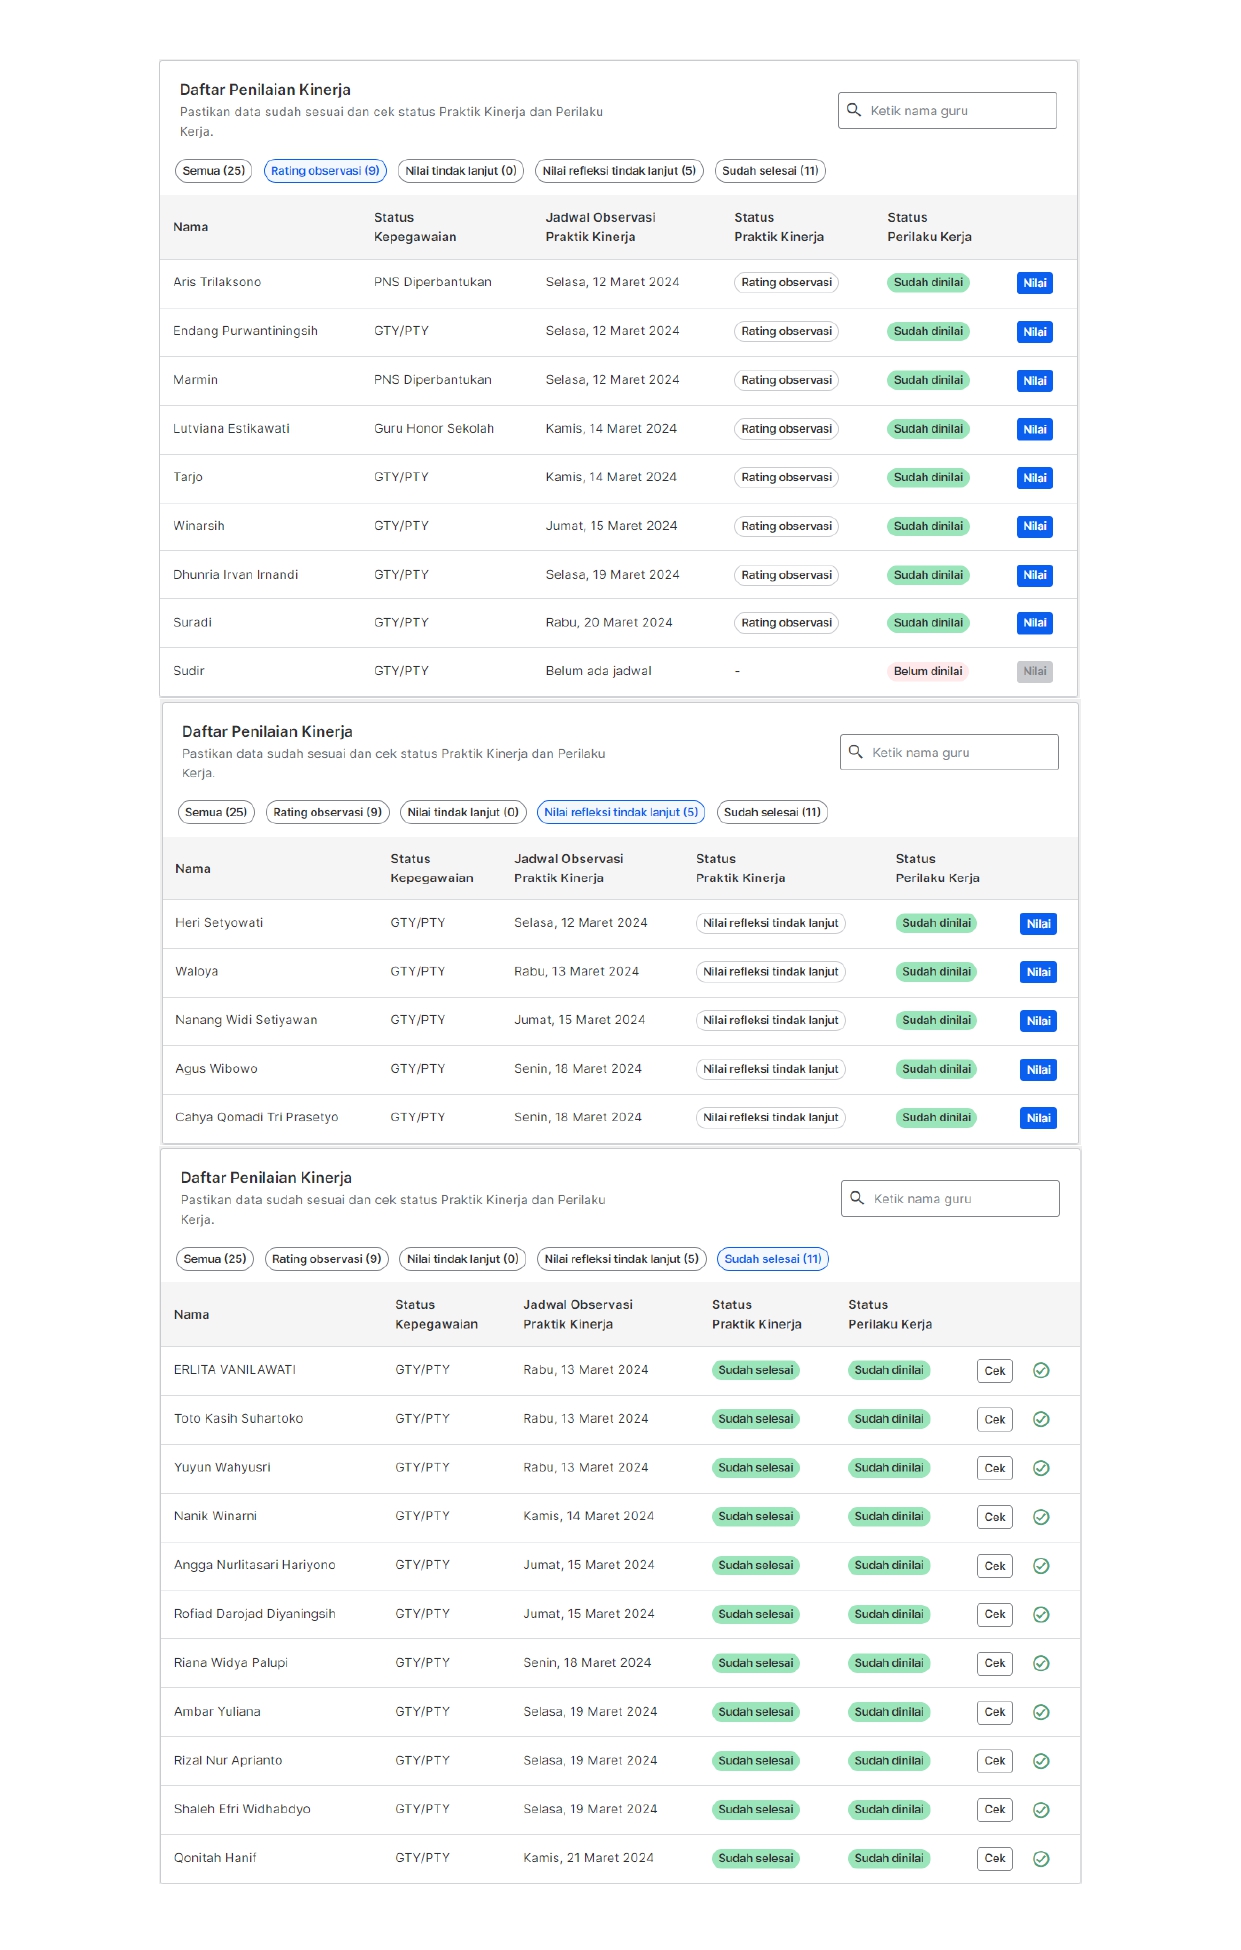 Daftar Penilaian Kinerja
Pastikan data sudah sesuai dan cek status Praktik Kinerja dan Perilaku
Kerja.
Ketik nama guru
Semua (25) Rating observasi (9) Nilai tindak lanjut (0) Nilai refleksi tindak lanjut (5) Sudah selesai (11)
Nama Status Kepegawaian Jadwal Observasi Praktik Kinerja Status Praktik Kinerja Status Perilaku Kerja
Aris Trilaksono PNS Diperbantukan Selasa, 12 Maret 2024 Rating observasi Sudah dinilai Nilai
Endang Purwantiningsih GTY/PTY Selasa, 12 Maret 2024 Rating observasi Sudah dinilai Nilai
Marmin PNS Diperbantukan Selasa, 12 Maret 2024 Rating observasi Sudah dinilai Nilai
Lutviana Estikawati Guru Honor Sekolah Kamis, 14 Maret 2024 Rating observasi Sudah dinilai Nilai
Tarjo GTY/PTY Kamis, 14 Maret 2024 Rating observasi Sudah dinilai Nilai
Winarsih GTY/PTY Jumat, 15 Maret 2024 Rating observasi Sudah dinilai Nilai
Dhunria Irvan Irnandi GTY/PTY Selasa, 19 Maret 2024 Rating observasi Sudah dinilai Nilai
Suradi GTY/PTY Rabu, 20 Maret 2024 Rating observasi Sudah dinilai Nilai
Sudir GTY/PTY Belum ada jadwal - Belum dinilai Nilai
Daftar Penilaian Kinerja
Pastikan data sudah sesuai dan cek status Praktik Kinerja dan Perilaku
Kerja.
Ketik nama guru
Semua (25) Rating observasi (9) Nilai tindak lanjut (0) Nilai refleksi tindak lanjut (5) Sudah selesai (11)
Nama Status Kepegawaian Jadwal Observasi Praktik Kinerja Status Praktik Kinerja Status Perilaku Kerja
Heri Setyowati GTY/PTY Selasa, 12 Maret 2024 Nilai refleksi tindak lanjut Sudah dinilai Nilai
Waloya GTY/PTY Rabu, 13 Maret 2024 Nilai refleksi tindak lanjut Sudah dinilai Nilai
Nanang Widi Setiyawan GTY/PTY Jumat, 15 Maret 2024 Nilai refleksi tindak lanjut Sudah dinilai Nilai
Agus Wibowo GTY/PTY Senin, 18 Maret 2024 Nilai refleksi tindak lanjut Sudah dinilai Nilai
Cahya Qomadi Tri Prasetyo GTY/PTY Senin, 18 Maret 2024 Nilai refleksi tindak lanjut Sudah dinilai Nilai
Daftar Penilaian Kinerja
Pastikan data sudah sesuai dan cek status Praktik Kinerja dan Perilaku
Kerja.
Ketik nama guru
Semua (25) Rating observasi (9) Nilai tindak lanjut (0) Nilai refleksi tindak lanjut (5) Sudah selesai (11)
Nama Status Kepegawaian Jadwal Observasi Praktik Kinerja Status Praktik Kinerja Status Perilaku Kerja
ERLITA VANILAWATI GTY/PTY Rabu, 13 Maret 2024 Sudah selesai Sudah dinilai Cek
Toto Kasih Suhartoko GTY/PTY Rabu, 13 Maret 2024 Sudah selesai Sudah dinilai Cek
Yuyun Wahyusri GTY/PTY Rabu, 13 Maret 2024 Sudah selesai Sudah dinilai Cek
Nanik Winarni GTY/PTY Kamis, 14 Maret 2024 Sudah selesai Sudah dinilai Cek
Angga Nurlitasari Hariyono GTY/PTY Jumat, 15 Maret 2024 Sudah selesai Sudah dinilai Cek
Rofiad Darojad Diyaningsih GTY/PTY Jumat, 15 Maret 2024 Sudah selesai Sudah dinilai Cek
Riana Widya Palupi GTY/PTY Senin, 18 Maret 2024 Sudah selesai Sudah dinilai Cek
Ambar Yuliana GTY/PTY Selasa, 19 Maret 2024 Sudah selesai Sudah dinilai Cek
Rizal Nur Aprianto GTY/PTY Selasa, 19 Maret 2024 Sudah selesai Sudah dinilai Cek
Shaleh Efri Widhabdyo GTY/PTY Selasa, 19 Maret 2024 Sudah selesai Sudah dinilai Cek
Qonitah Hanif GTY/PTY Kamis, 21 Maret 2024 Sudah selesai Sudah dinilai Cek